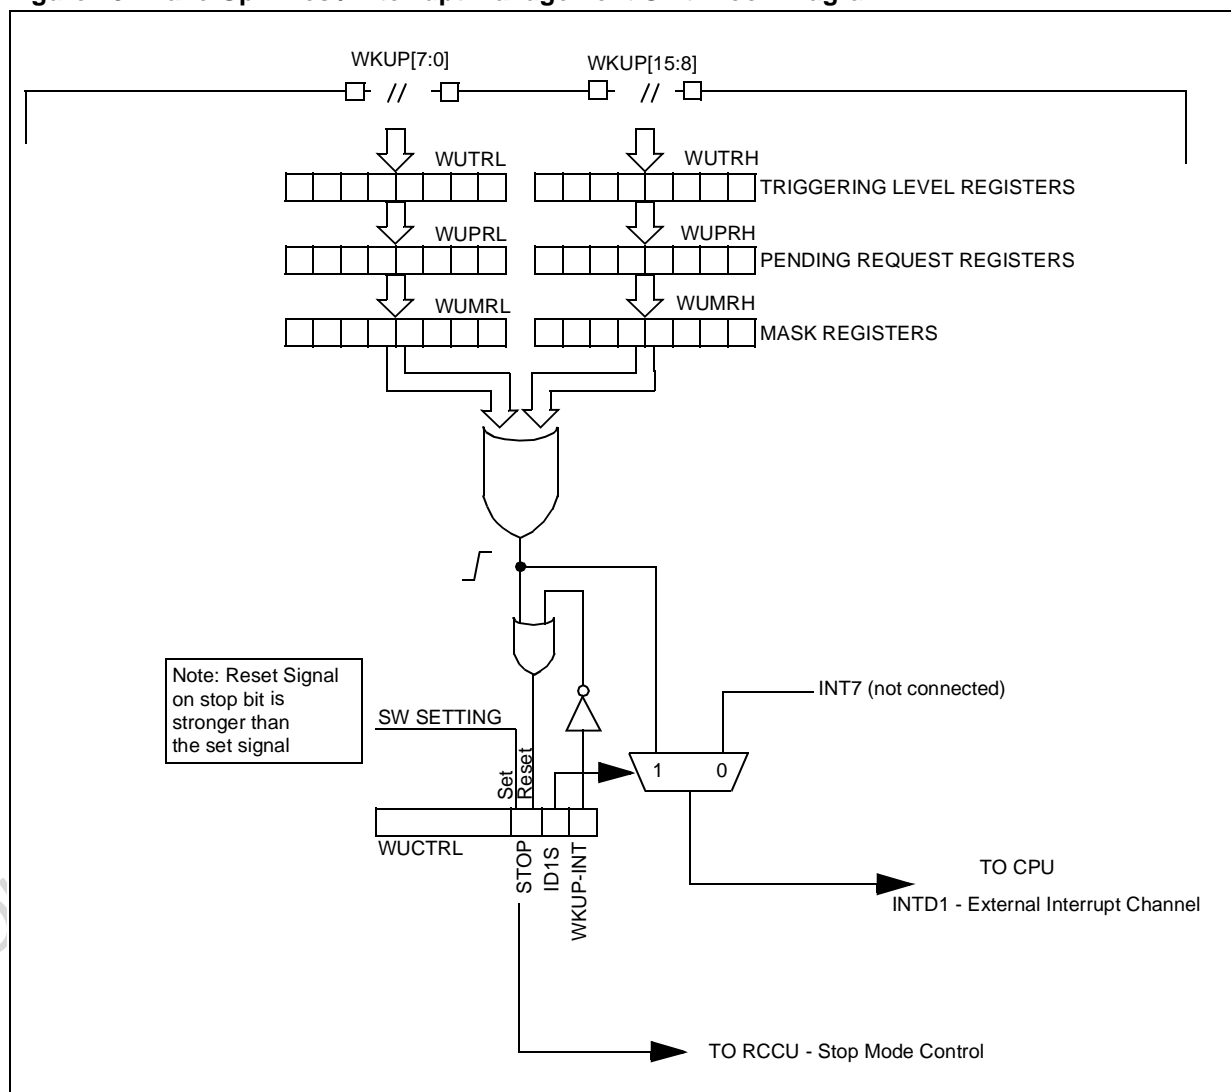 WKUP[7:0]
WKUP[15:8]
//
//
WUTRL
WUTRH
TRIGGERING LEVEL REGISTERS
WUPRL
WUPRH
PENDING REQUEST REGISTERS
WUMRL
WUMRH
MASK REGISTERS
Note: Reset Signal
on stop bit is
stronger than
the set signal
INT7 (not connected)
SW SETTING
Set
Reset
1
0
WUCTRL
STOP
ID1S
WKUP-INT
TO CPU
INTD1 - External Interrupt Channel
TO RCCU - Stop Mode Control